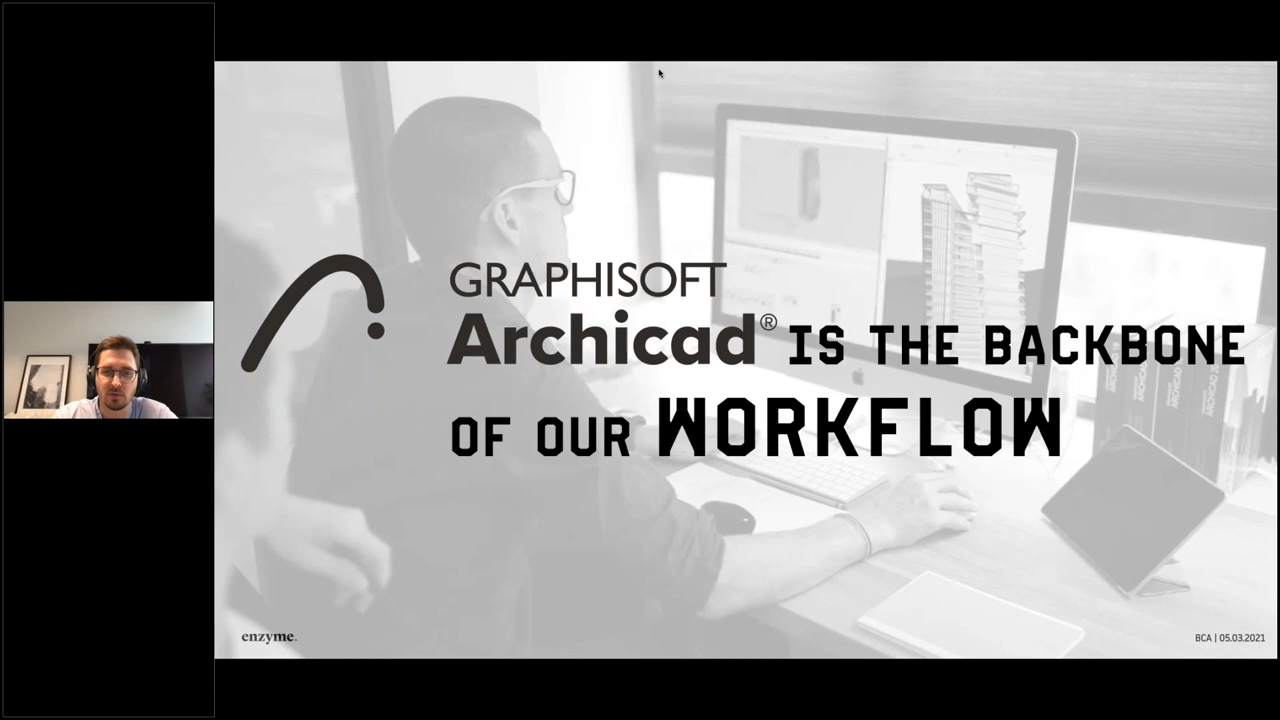 GRAPHISOFT
Archicad® IS THE BACKBONE
OF OUR WORKFLOW
enzyme.
BCA | 05.03.2021